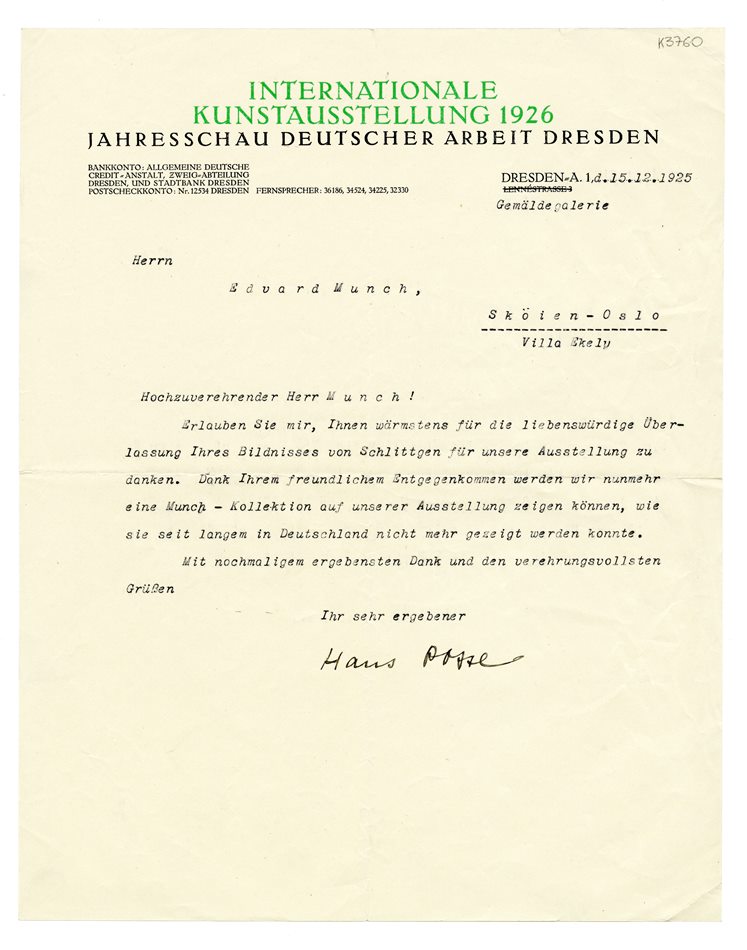 K3760
INTERNATIONALE
KUNSTAUSSTELLUNG 1926
JAHRESSCHAU DEUTSCHER ARBEIT DRESDEN
BANKKONTO: ALLGEMEINE DEUTSCHE
CREDIT-ANSTALT, ZWEIG-ABTEILUNG
DRESDEN, UND STADTBANK DRESDEN
POSTSCHECKKONTO: Nr. 12534 DRESDEN FERNSPRECHER: 36186, 34524, 34225, 32330
DRESDEN-A. 1, d. 15.12.1925
LENNÉSTRASSE 3
Gemäldegalerie
Herrn
Edvard Munch,
Sköien-Oslo
Villa Ekely
Hochzuverehrender Herr Munch!
Erlauben Sie mir, Ihnen wärmstens für die liebenswürdige Über-
lassung Ihres Bildnisses von Schlittgen für unsere Ausstellung zu
danken. Dank Ihrem freundlichem Entgegenkommen werden wir nunmehr
eine Munch - Kollektion auf unserer Ausstellung zeigen können, wie
sie seit langem in Deutschland nicht mehr gezeigt werden konnte.
Mit nochmaligem ergebensten Dank und den verehrungsvollsten
Grüßen
Ihr sehr ergebener
Hans Posse